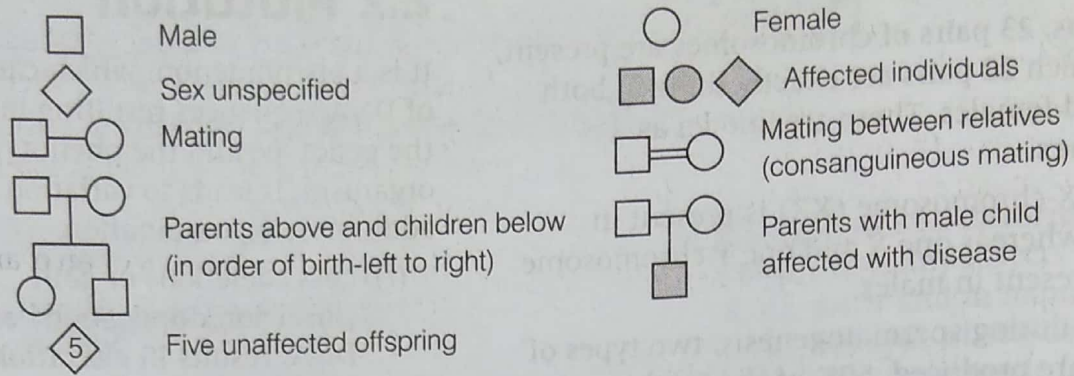 Male
Sex unspecified
Mating
Parents above and children below
(in order of birth-left to right)
5
Five unaffected offspring
Female
Affected individuals
Mating between relatives
(consanguineous mating)
Parents with male child
affected with disease